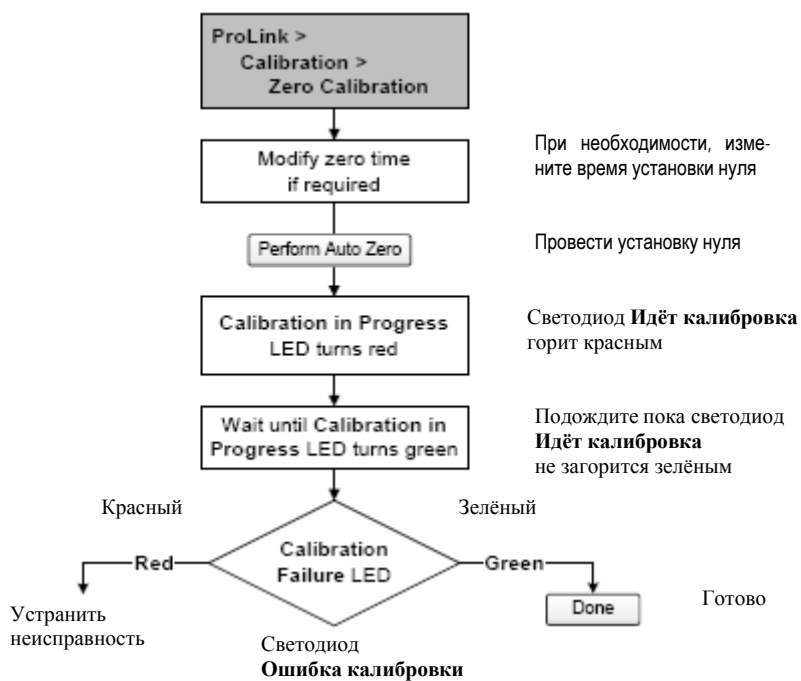 ProLink >
Calibration >
Zero Calibration
Modify zero time
if required
При необходимости, изме-
ните время установки нуля
Perform Auto Zero
Провести установку нуля
Calibration in Progress
LED turns red
Светодиод Идёт калибровка
горит красным
Wait until Calibration in
Progress LED turns green
Подождите пока светодиод
Идёт калибровка
не загорится зелёным
Красный
Зелёный
Red
Calibration
Failure LED
Green
Done
Готово
Устранить
неисправность
Светодиод
Ошибка калибровки